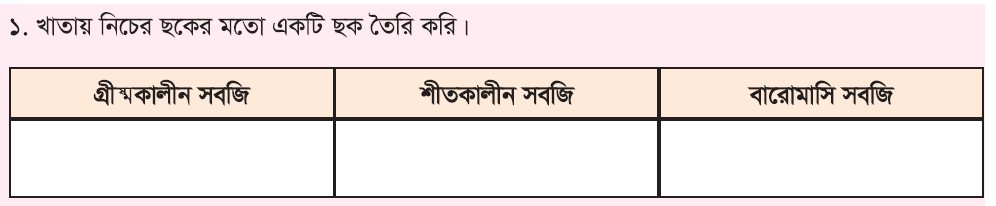 ১. খাতায় নিচের ছকের মতো একটি ছক তৈরি করি।
গ্রীষ্মকালীন সবজি শীতকালীন সবজি বারোমাসি সবজি